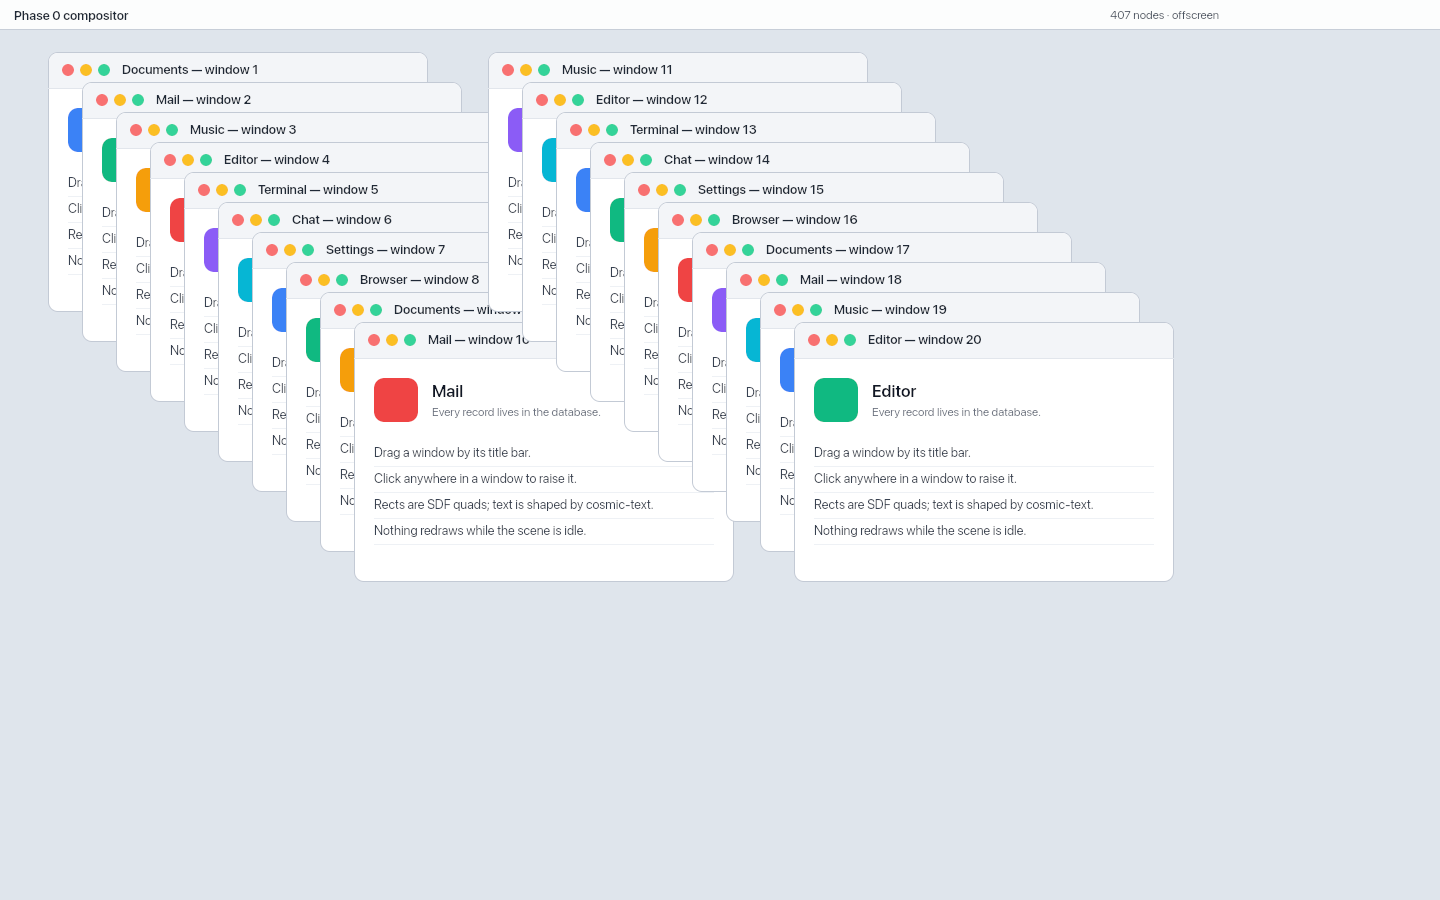 Phase 0 compositor
407 nodes · offscreen
Documents — window 1
Mail — window 2
Music — window 3
Editor — window 4
Terminal — window 5
Chat — window 6
Settings — window 7
Browser — window 8
Documents —
Mail — window
Music — window 11
Editor — window 12
Terminal — window 13
Chat — window 14
Settings — window 15
Browser — window 16
Documents — window 17
Mail — window 18
Music — window 19
Editor — window 20
Mail
Every record lives in the database.
Drag a window by its title bar.
Click anywhere in a window to raise it.
Rects are SDF quads; text is shaped by cosmic-text.
Nothing redraws while the scene is idle.
Editor
Every record lives in the database.
Drag a window by its title bar.
Click anywhere in a window to raise it.
Rects are SDF quads; text is shaped by cosmic-text.
Nothing redraws while the scene is idle.